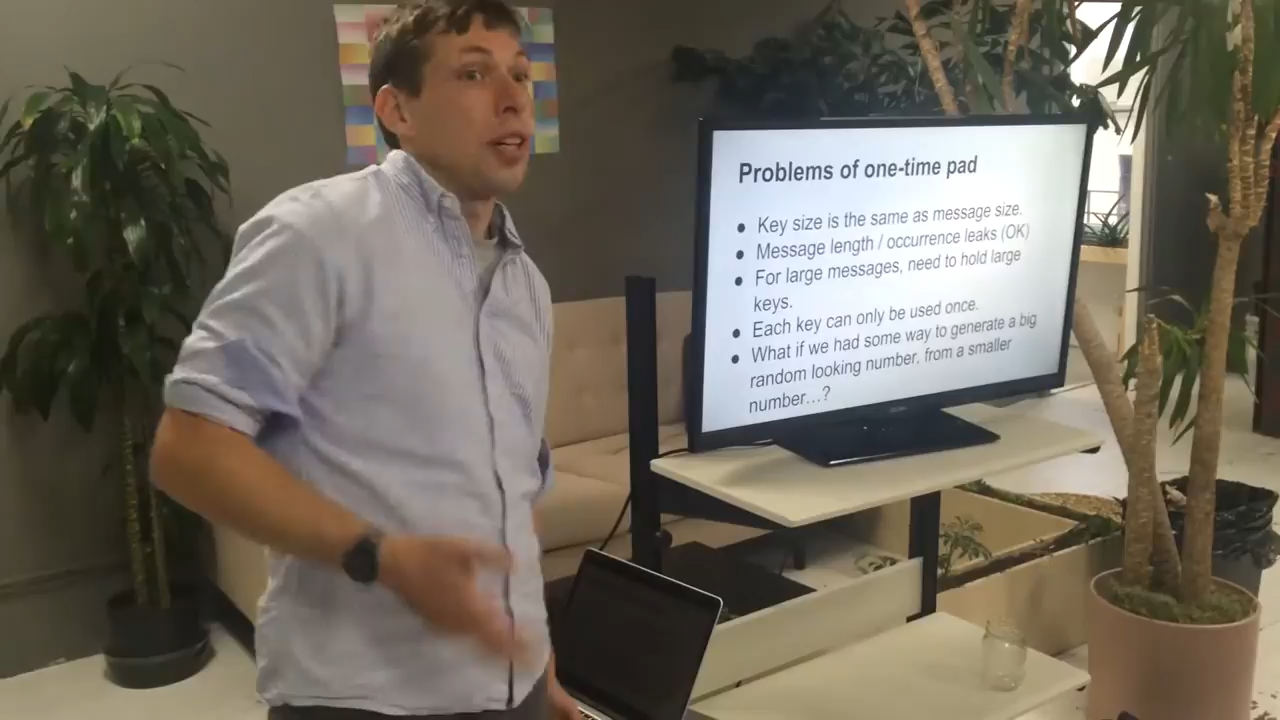 Problems of one-time pad
● Key size is the same as message size.
● Message length / occurrence leaks (OK)
● For large messages, need to hold large
keys.
● Each key can only be used once.
● What if we had some way to generate a big
random looking number. from a smaller
number...?